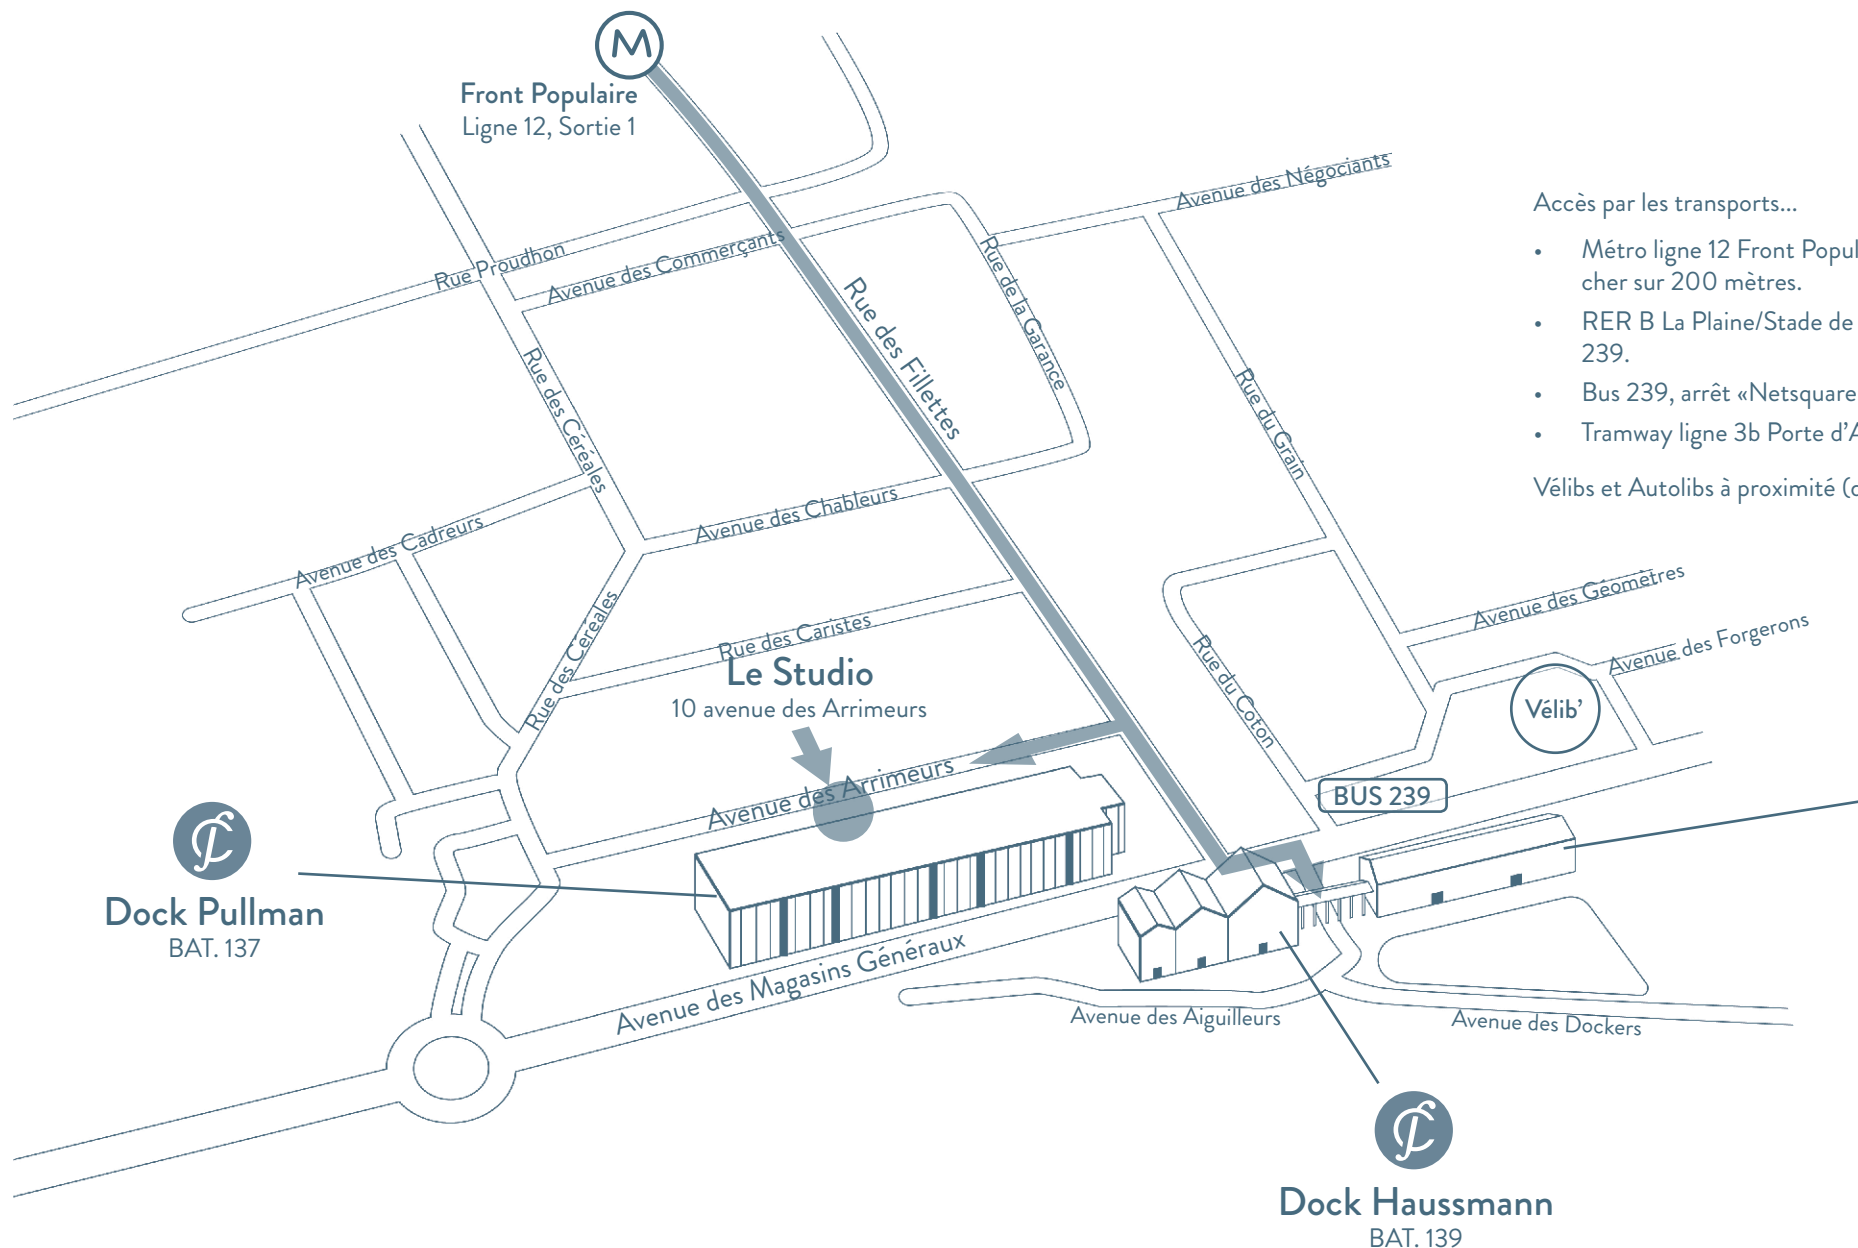 M
Front Populaire
Ligne 12, Sortie 1
Avenue des Négociants
Accès par les transports...
• Métro ligne 12 Front Popul
cher sur 200 mètres.
• RER B La Plaine/Stade de
239.
• Bus 239, arrêt «Netsquare
• Tramway ligne 3b Porte d’A
Vélibs et Autolibs à proximité (
Rue Proudhon
Avenue des Commerçants
Rue de la Garance
Rue des Fillettes
Rue des Céréales
Rue du Grain
Avenue des Chableurs
Avenue des Cadreurs
Rue des Céréales
Rue des Caristes
Avenue des Géomètres
Avenue des Forgerons
Rue du Coton
Le Studio
10 avenue des Arrimeurs
Vélib’
Avenue des Arrimeurs
BUS 239
Dock Pullman
BAT. 137
Avenue des Magasins Généraux
Avenue des Aiguilleurs
Avenue des Dockers
Dock Haussmann
BAT. 139